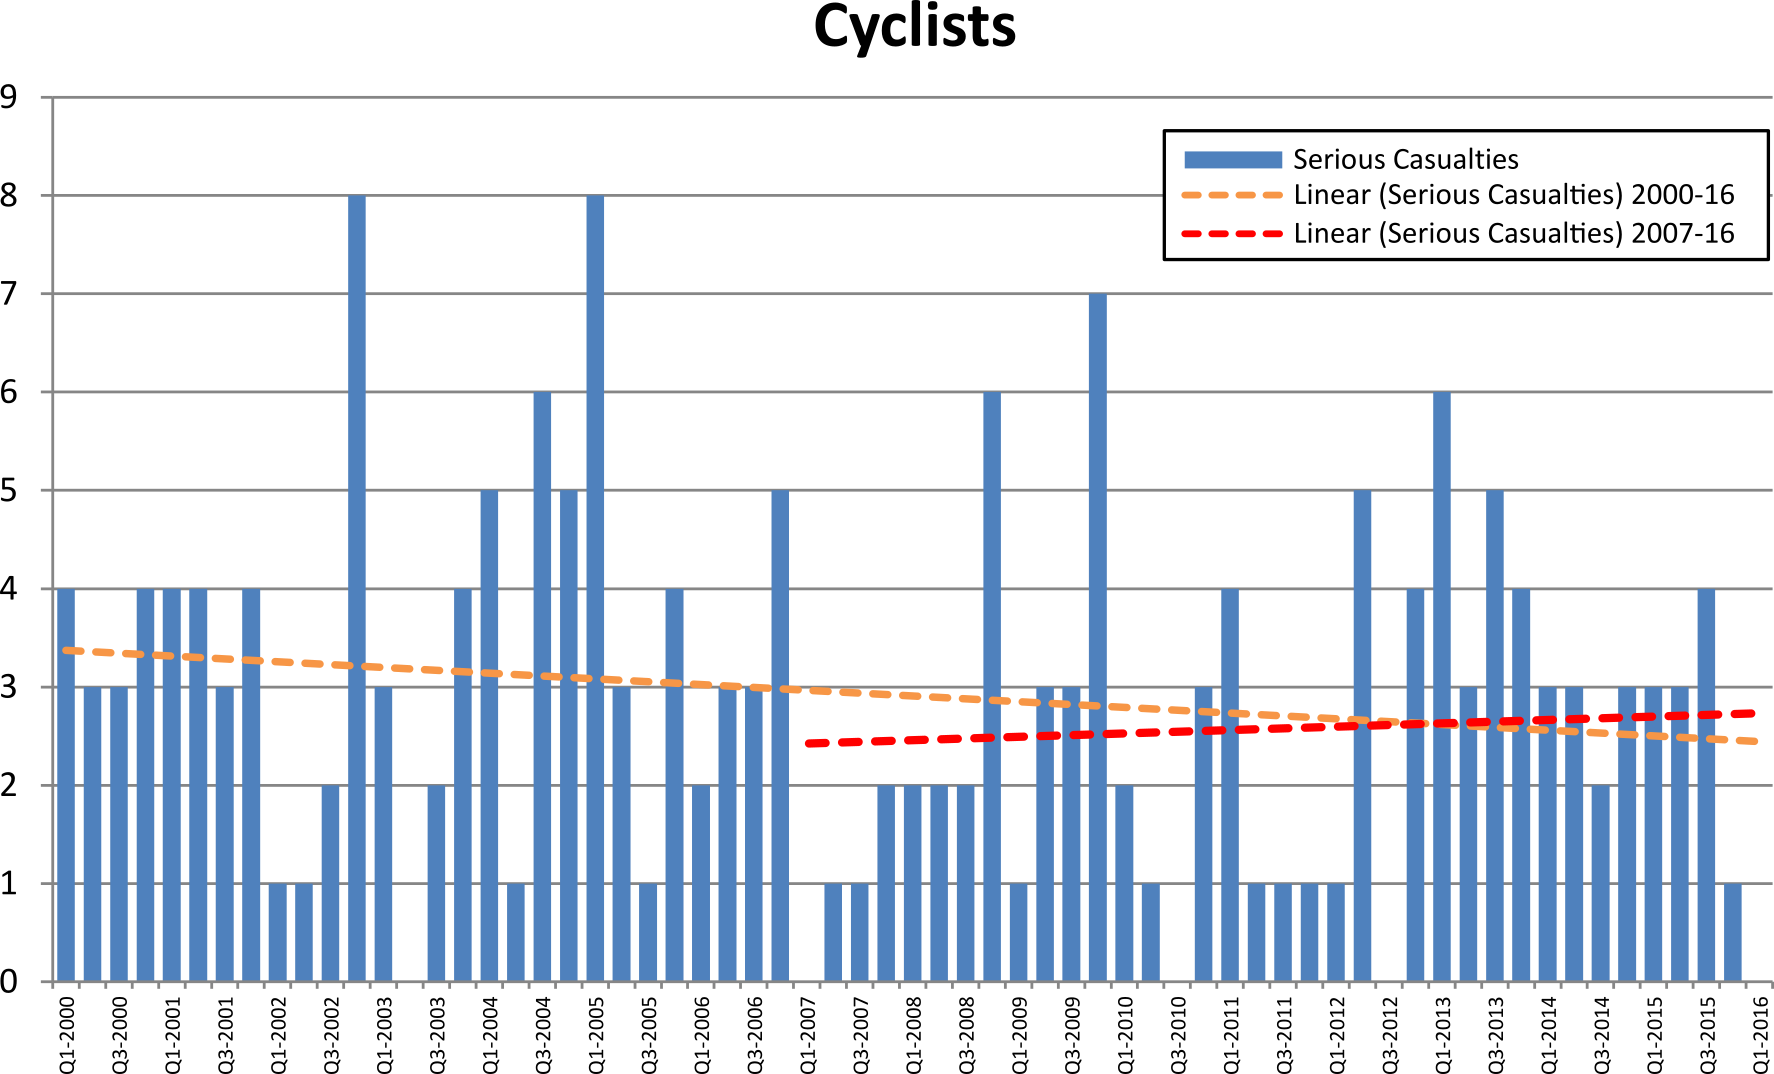 Cyclists
9
8
7
6
5
4
3
2
1
0
Serious Casualties
Linear (Serious Casualties) 2000-16
Linear (Serious Casualties) 2007-16
Q1-2000
Q3-2000
Q1-2001
Q3-2001
Q1-2002
Q3-2002
Q1-2003
Q3-2003
Q1-2004
Q3-2004
Q1-2005
Q3-2005
Q1-2006
Q3-2006
Q1-2007
Q3-2007
Q1-2008
Q3-2008
Q1-2009
Q3-2009
Q1-2010
Q3-2010
Q1-2011
Q3-2011
Q1-2012
Q3-2012
Q1-2013
Q3-2013
Q1-2014
Q3-2014
Q1-2015
Q3-2015
Q1-2016